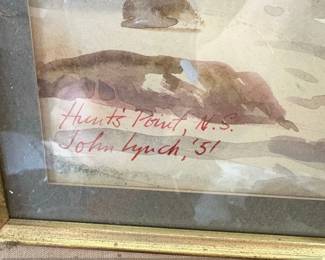 Hunt's Point, N.S.
John Lynch, '51